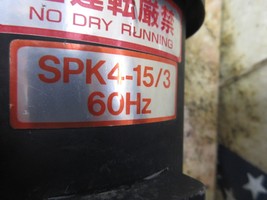 運転厳禁
NO DRY RUNNING
SPK4-15/3
60Hz